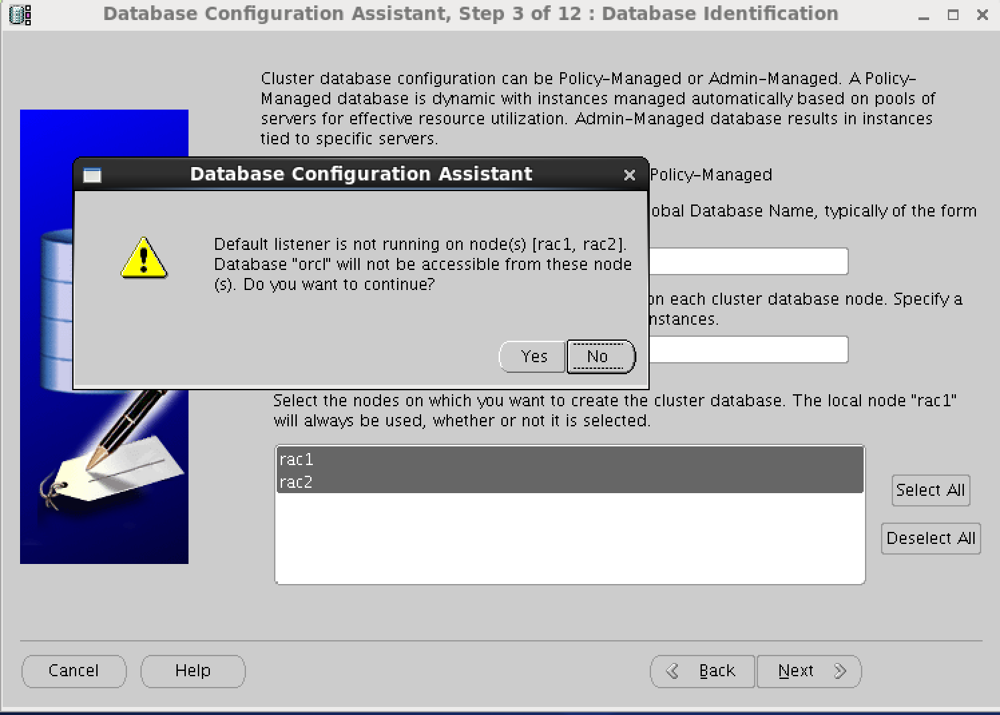 Database Configuration Assistant, Step 3 of 12 : Database Identification
Cluster database configuration can be Policy-Managed or Admin-Managed. A Policy-
Managed database is dynamic with instances managed automatically based on pools of
servers for effective resource utilization. Admin-Managed database results in instances
tied to specific servers.
Policy-Managed
obal Database Name, typically of the form
on each cluster database node. Specify a
nstances.
Database Configuration Assistant
Default listener is not running on node(s) [rac1, rac2].
Database "orcl" will not be accessible from these node
(s). Do you want to continue?
Yes No
Select the nodes on which you want to create the cluster database. The local node "rac1"
will always be used, whether or not it is selected.
rac1
rac2
Select All
Deselect All
Cancel Help Back Next